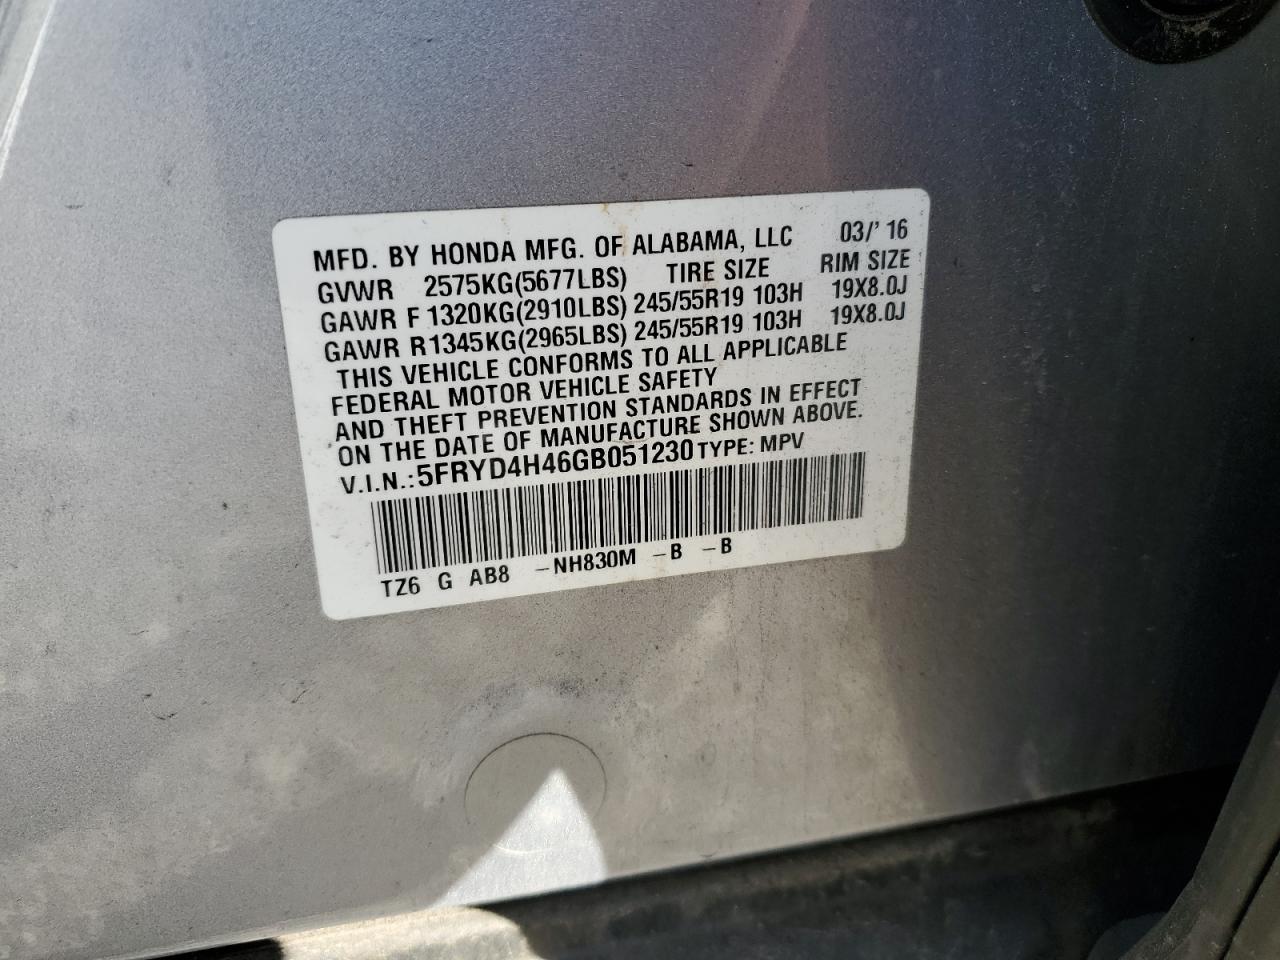 MFD. BY HONDA MFG. OF ALABAMA, LLC 03/'16
GVWR 2575KG(5677LBS) TIRE SIZE RIM SIZE
GAWR F 1320KG(2910LBS) 245/55R19 103H 19X8.0J
GAWR R1345KG(2965LBS) 245/55R19 103H 19X8.0J
THIS VEHICLE CONFORMS TO ALL APPLICABLE
FEDERAL MOTOR VEHICLE SAFETY
AND THEFT PREVENTION STANDARDS IN EFFECT
ON THE DATE OF MANUFACTURE SHOWN ABOVE.
V.I.N.:5FRYD4H46GB051230 TYPE: MPV
TZ6 G AB8 -NH830M -B -B